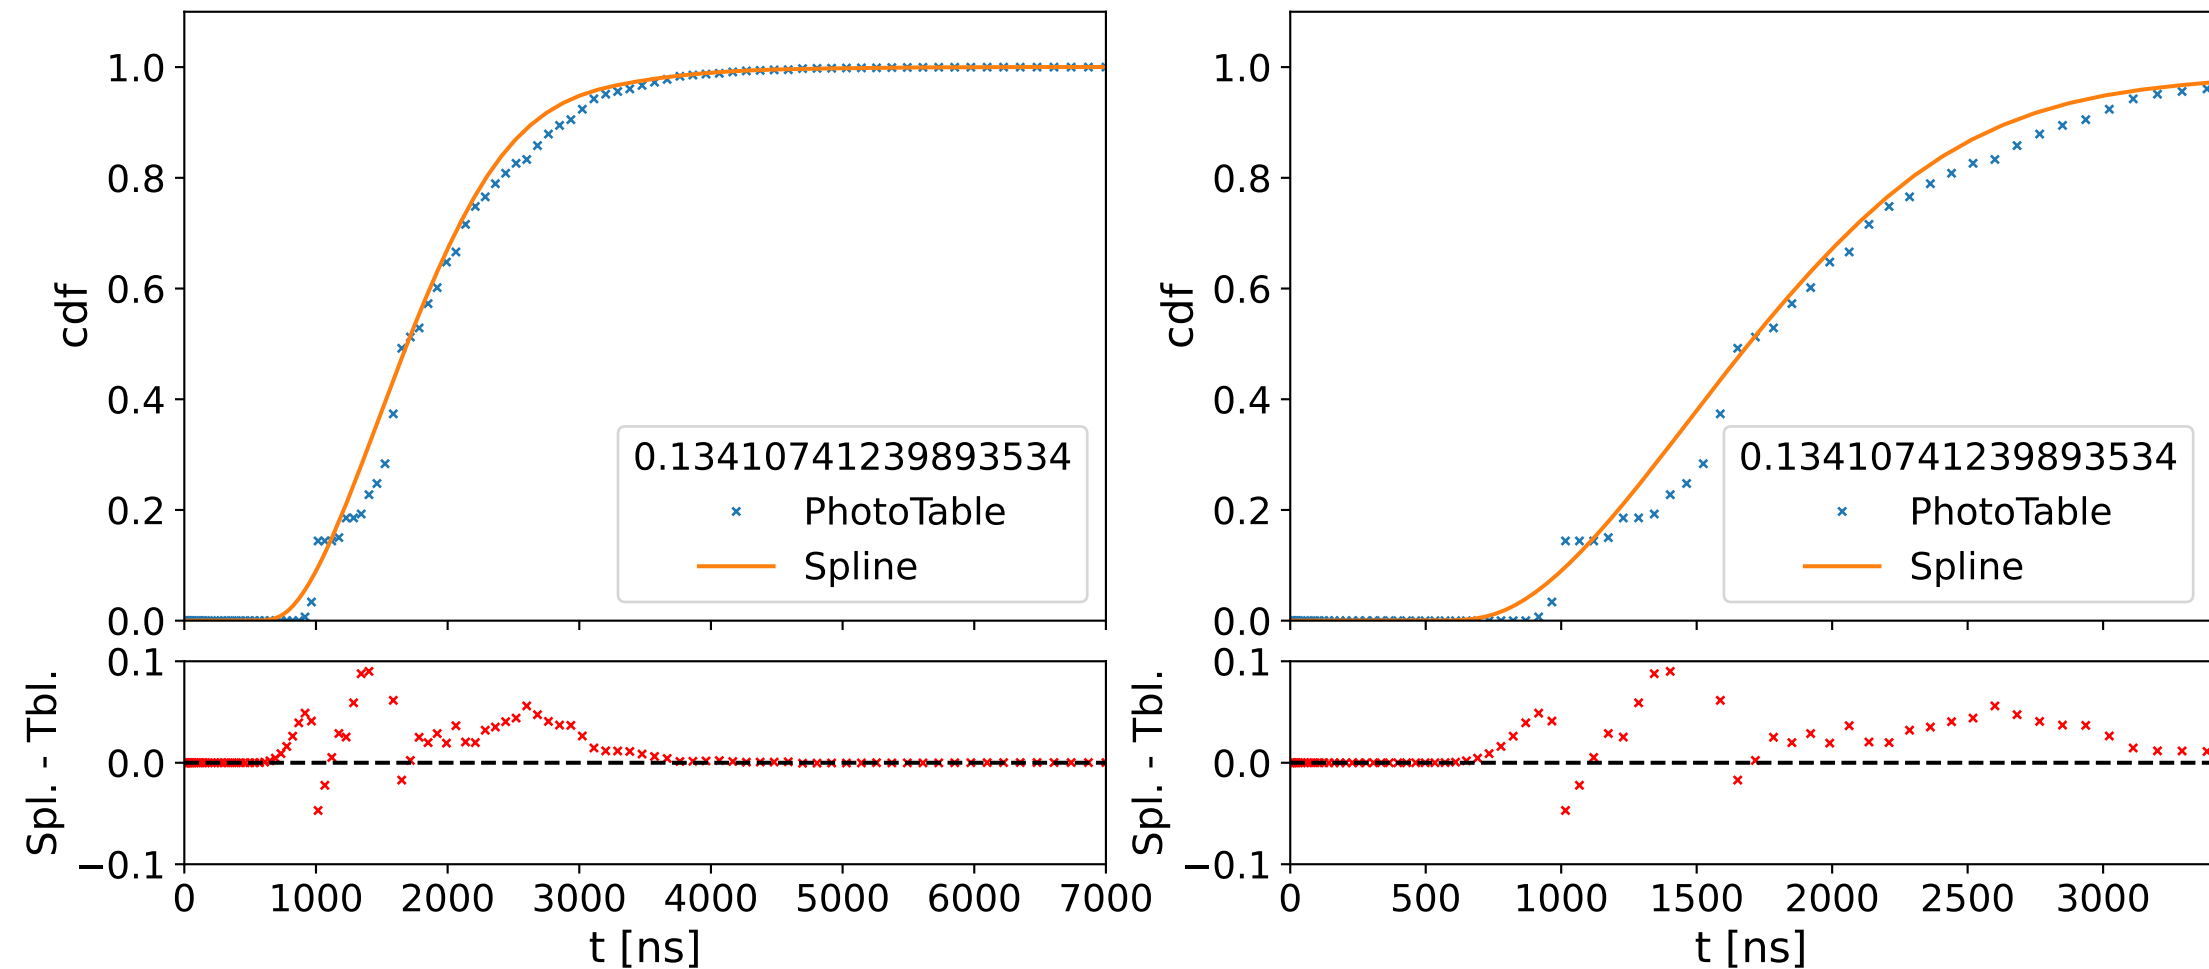 1.0
0.8
0.6
0.4
0.2
0.0
cdf
0.13410741239893534
PhotoTable
Spline
0.1
0.0
−0.1
Spl. - Tbl.
0 1000 2000 3000 4000 5000 6000 7000
t [ns]
1.0
0.8
0.6
0.4
0.2
0.0
cdf
0.13410741239893534
PhotoTable
Spline
0.1
0.0
−0.1
Spl. - Tbl.
0 500 1000 1500 2000 2500 3000
t [ns]